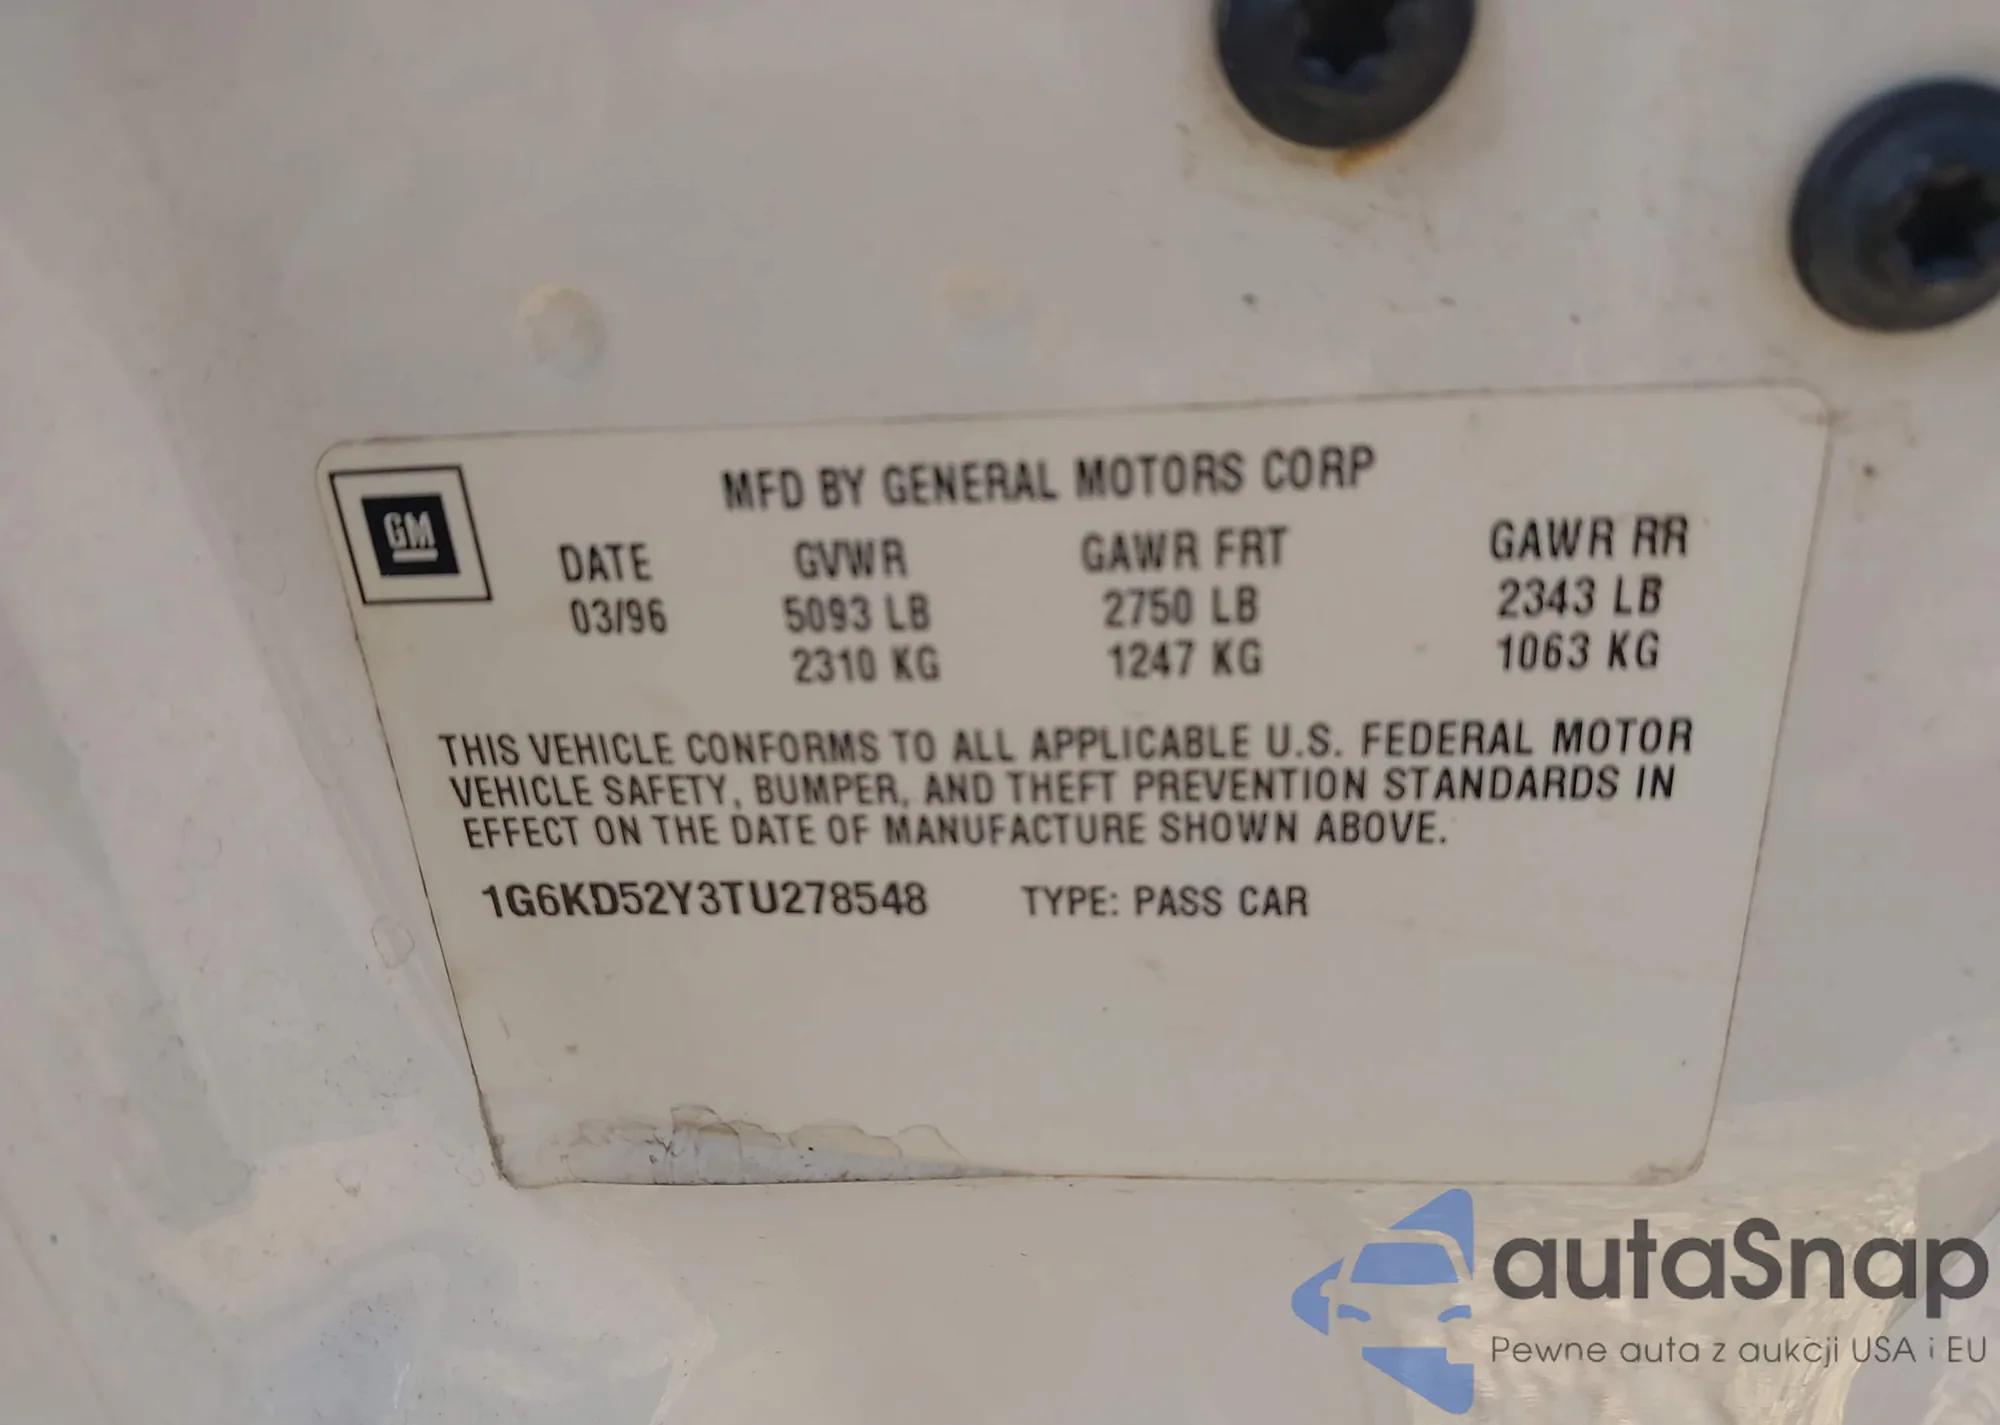 MFD BY GENERAL MOTORS CORP
GM
DATE GVWR GAWR FRT GAWR RR
03/96 5093 LB 2750 LB 2343 LB
2310 KG 1247 KG 1063 KG
THIS VEHICLE CONFORMS TO ALL APPLICABLE U.S. FEDERAL MOTOR
VEHICLE SAFETY, BUMPER, AND THEFT PREVENTION STANDARDS IN
EFFECT ON THE DATE OF MANUFACTURE SHOWN ABOVE.
1G6KD52Y3TU278548 TYPE: PASS CAR
autaSnap
Pewne auta z aukcji USA i EU